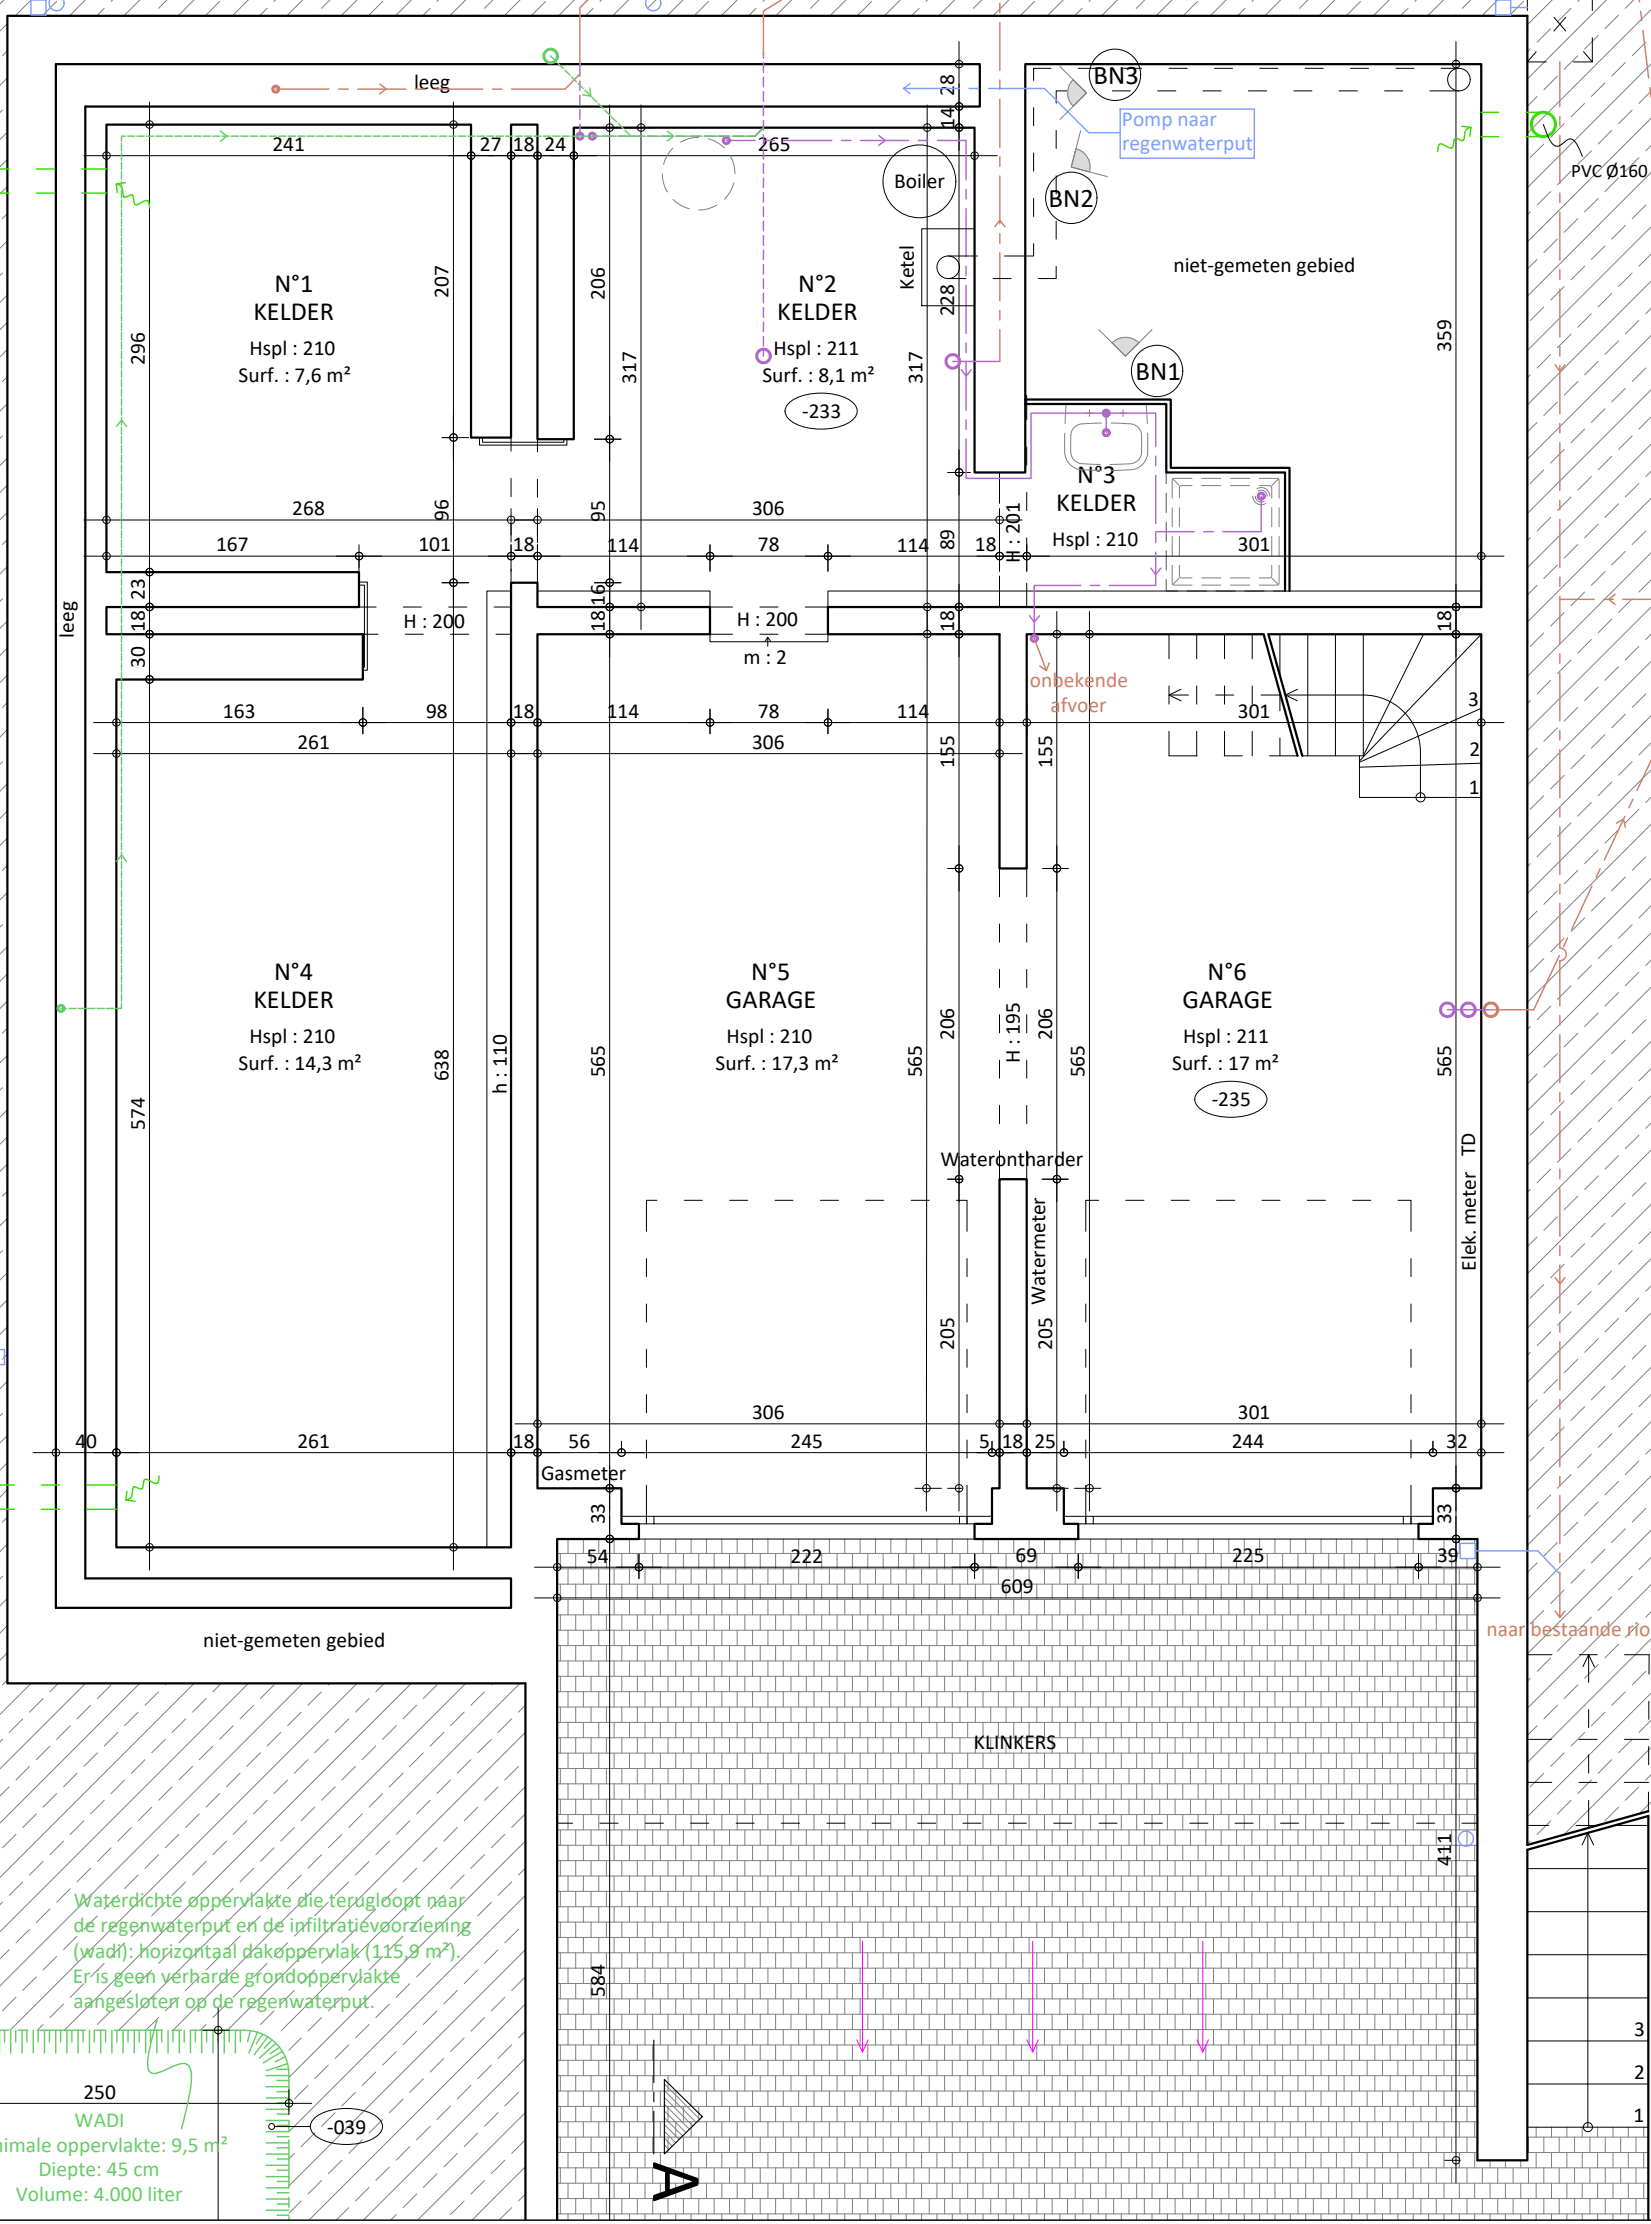 leeg
28
14
BN3
Pomp naar
regenwaterput
PVC Ø160
241
27
18
24
265
Boiler
BN2
N°1
KELDER
Hspl : 210
Surf. : 7,6 m²
296
207
206
317
N°2
KELDER
Hspl : 211
Surf. : 8,1 m²
-233
Ketel
228
317
niet-gemeten gebied
359
BN1
N°3
KELDER
Hspl : 210
H : 201
268
96
95
306
167
101
18
114
78
114
89
18
301
leeg
23
18
30
H : 200
16
18
H : 200
m : 2
18
18
onbekende
afvoer
163
98
18
114
78
114
301
261
306
155
155
3
2
1
N°4
KELDER
Hspl : 210
Surf. : 14,3 m²
574
638
h : 110
N°5
GARAGE
Hspl : 210
Surf. : 17,3 m²
565
565
206
H : 195
206
565
N°6
GARAGE
Hspl : 211
Surf. : 17 m²
-235
565
Waterontharder
Watermeter
Elek. meter TD
205
205
306
301
40
261
18
56
245
5
18
25
244
32
Gasmeter
33
33
54
222
69
225
39
609
naar bestaande rio
niet-gemeten gebied
KLINKERS
411
584
Waterdichte oppervlakte die terugloopt naar
de regenwaterput en de infiltratievoorziening
(wadi): horizontaal dakoppervlak (115,9 m²).
Er is geen verharde grondoppervlakte
aangesloten op de regenwaterput.
250
WADI
nimale oppervlakte: 9,5 m²
Diepte: 45 cm
Volume: 4.000 liter
-039
A
3
2
1